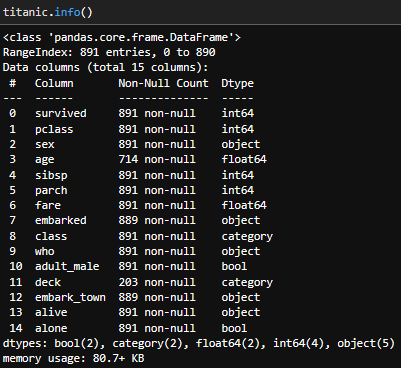 titanic.info()
<class 'pandas.core.frame.DataFrame'>
RangeIndex: 891 entries, 0 to 890
Data columns (total 15 columns):
 #   Column       Non-Null Count  Dtype
---  ------       --------------  -----
 0   survived     891 non-null    int64
 1   pclass       891 non-null    int64
 2   sex          891 non-null    object
 3   age          714 non-null    float64
 4   sibsp        891 non-null    int64
 5   parch        891 non-null    int64
 6   fare         891 non-null    float64
 7   embarked     889 non-null    object
 8   class        891 non-null    category
 9   who          891 non-null    object
 10  adult_male   891 non-null    bool
 11  deck         203 non-null    category
 12  embark_town  889 non-null    object
 13  alive        891 non-null    object
 14  alone        891 non-null    bool
dtypes: bool(2), category(2), float64(2), int64(4), object(5)
memory usage: 80.7+ KB